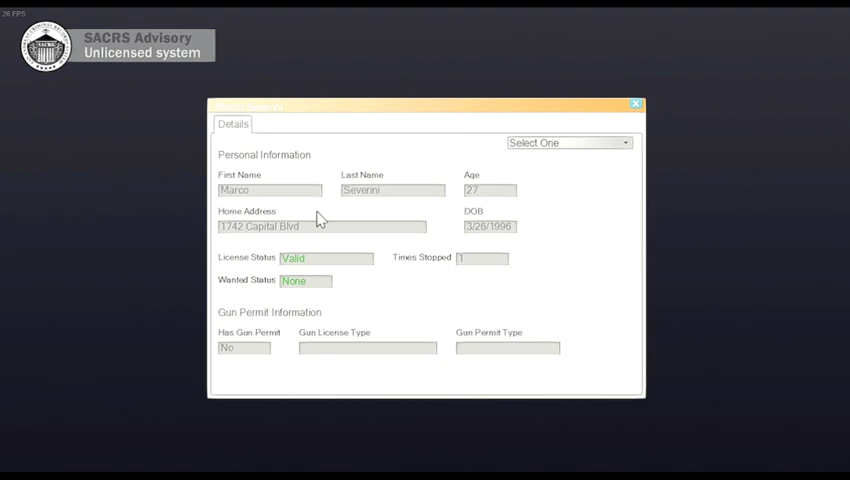 26 FPS
SACRS Advisory
Unlicensed system
SACRS
Marco Severini
Details
Select One
Personal Information
First Name Last Name Age
Marco Severini 27
Home Address DOB
1742 Capital Blvd 3/26/1996
License Status Valid Times Stopped 1
Wanted Status None
Gun Permit Information
Has Gun Permit Gun License Type Gun Permit Type
No